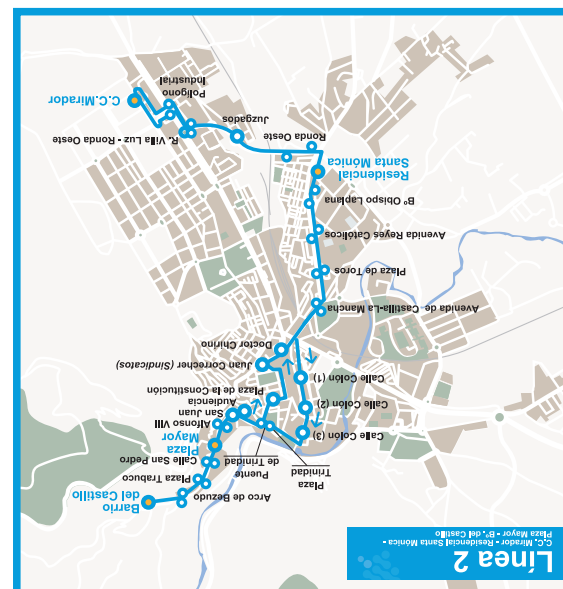 Línea 2
C.C. Mirador - Residencial Santa Mónica -
Plaza Mayor - Bº. del Castillo
Barrio
del Castillo
Arco de Bezudo
Plaza Trabuco
Calle San Pedro
Plaza
Mayor
Alfonso VIII
San Juan
Audiencia
Plaza
Trinidad
Puente
de Trinidad
Calle Colón (3)
Calle Colón (2)
Calle Colón (1)
Plaza de la Constitución
Juan Correcher (Sindicatos)
Doctor Chirino
Avenida de Castilla-La-Mancha
Plaza de Toros
Avenida Reyes Católicos
Bº Obispo Laplana
Residencial
Santa Mónica
Ronda Oeste
Juzgados
R. Villa Luz - Ronda Oeste
Polígono
Industrial
C.C.Mirador